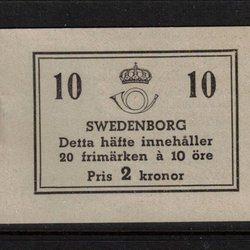 10 10
SWEDENBORG
Detta häfte innehåller
20 frimärken à 10 öre
Pris 2 kronor